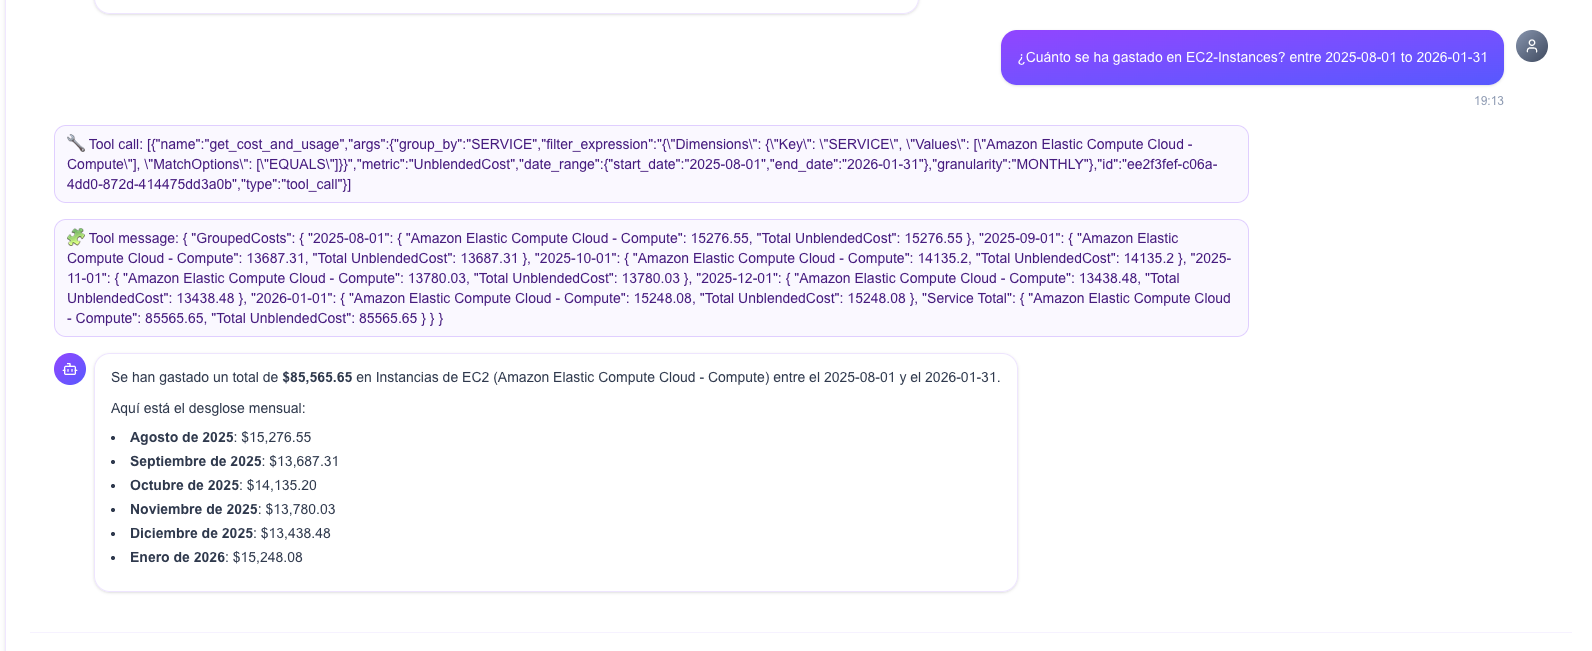 ¿Cuánto se ha gastado en EC2-Instances? entre 2025-08-01 to 2026-01-31
19:13
🔧 Tool call: [{"name":"get_cost_and_usage","args":{"group_by":"SERVICE","filter_expression":"{\"Dimensions\": {\"Key\": \"SERVICE\", \"Values\": [\"Amazon Elastic Compute Cloud -
Compute\"], \"MatchOptions\": [\"EQUALS\"]}}","metric":"UnblendedCost","date_range":{"start_date":"2025-08-01","end_date":"2026-01-31"},"granularity":"MONTHLY"},"id":"ee2f3fef-c06a-
4dd0-872d-414475dd3a0b","type":"tool_call"}]
🧩 Tool message: { "GroupedCosts": { "2025-08-01": { "Amazon Elastic Compute Cloud - Compute": 15276.55, "Total UnblendedCost": 15276.55 }, "2025-09-01": { "Amazon Elastic
Compute Cloud - Compute": 13687.31, "Total UnblendedCost": 13687.31 }, "2025-10-01": { "Amazon Elastic Compute Cloud - Compute": 14135.2, "Total UnblendedCost": 14135.2 }, "2025-
11-01": { "Amazon Elastic Compute Cloud - Compute": 13780.03, "Total UnblendedCost": 13780.03 }, "2025-12-01": { "Amazon Elastic Compute Cloud - Compute": 13438.48, "Total
UnblendedCost": 13438.48 }, "2026-01-01": { "Amazon Elastic Compute Cloud - Compute": 15248.08, "Total UnblendedCost": 15248.08 }, "Service Total": { "Amazon Elastic Compute Cloud
- Compute": 85565.65, "Total UnblendedCost": 85565.65 } } }
Se han gastado un total de $85,565.65 en Instancias de EC2 (Amazon Elastic Compute Cloud - Compute) entre el 2025-08-01 y el 2026-01-31.
Aquí está el desglose mensual:
• Agosto de 2025: $15,276.55
• Septiembre de 2025: $13,687.31
• Octubre de 2025: $14,135.20
• Noviembre de 2025: $13,780.03
• Diciembre de 2025: $13,438.48
• Enero de 2026: $15,248.08